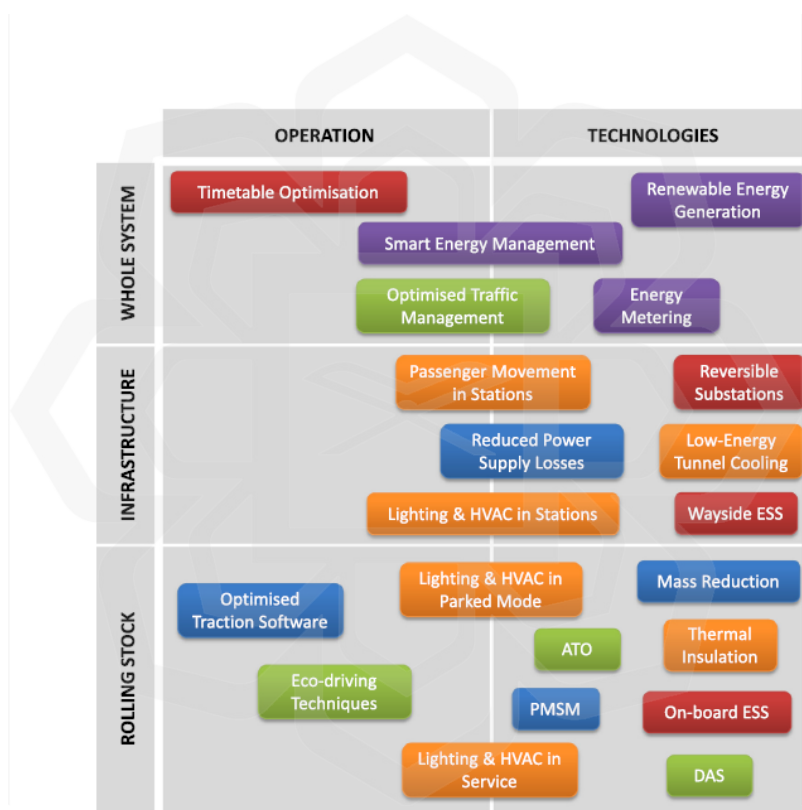 OPERATION
TECHNOLOGIES
WHOLE SYSTEM
Timetable Optimisation
Renewable Energy
Generation
Smart Energy Management
Optimised Traffic
Management
Energy
Metering
INFRASTRUCTURE
Passenger Movement
in Stations
Reversible
Substations
Reduced Power
Supply Losses
Low-Energy
Tunnel Cooling
Lighting & HVAC in Stations
Wayside ESS
ROLLING STOCK
Optimised
Traction Software
Lighting & HVAC in
Parked Mode
Mass Reduction
ATO
Thermal
Insulation
Eco-driving
Techniques
PMSM
On-board ESS
Lighting & HVAC in
Service
DAS